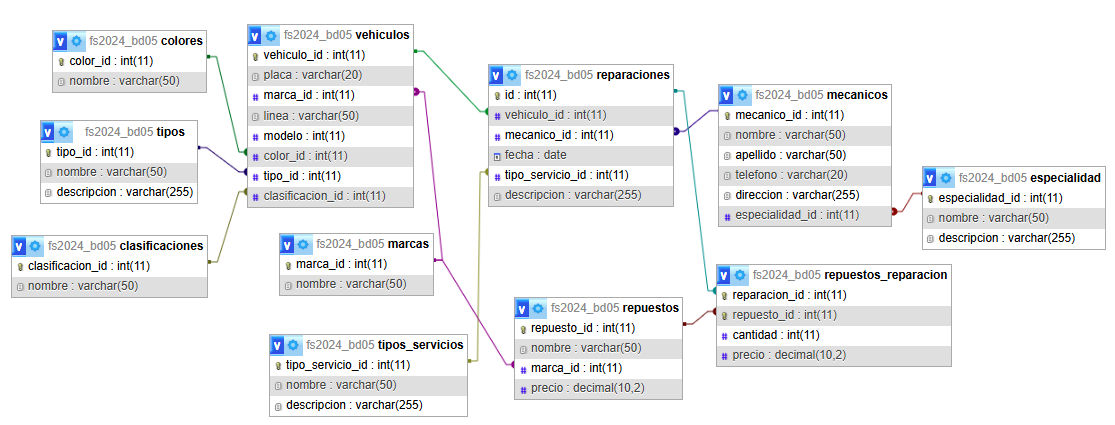 fs2024_bd05 colores
color_id : int(11)
nombre : varchar(50)
fs2024_bd05 vehiculos
vehiculo_id : int(11)
placa : varchar(20)
marca_id : int(11)
linea : varchar(50)
modelo : int(11)
color_id : int(11)
tipo_id : int(11)
clasificacion_id : int(11)
fs2024_bd05 reparaciones
id : int(11)
vehiculo_id : int(11)
mecanico_id : int(11)
fecha : date
tipo_servicio_id : int(11)
descripcion : varchar(255)
fs2024_bd05 mecanicos
mecanico_id : int(11)
nombre : varchar(50)
apellido : varchar(50)
telefono : varchar(20)
direccion : varchar(255)
especialidad_id : int(11)
fs2024_bd05 especialidad
especialidad_id : int(11)
nombre : varchar(50)
descripcion : varchar(255)
fs2024_bd05 tipos
tipo_id : int(11)
nombre : varchar(50)
descripcion : varchar(255)
fs2024_bd05 clasificaciones
clasificacion_id : int(11)
nombre : varchar(50)
fs2024_bd05 marcas
marca_id : int(11)
nombre : varchar(50)
fs2024_bd05 repuestos_reparacion
reparacion_id : int(11)
repuesto_id : int(11)
cantidad : int(11)
precio : decimal(10,2)
fs2024_bd05 repuestos
repuesto_id : int(11)
nombre : varchar(50)
marca_id : int(11)
precio : decimal(10,2)
fs2024_bd05 tipos_servicios
tipo_servicio_id : int(11)
nombre : varchar(50)
descripcion : varchar(255)